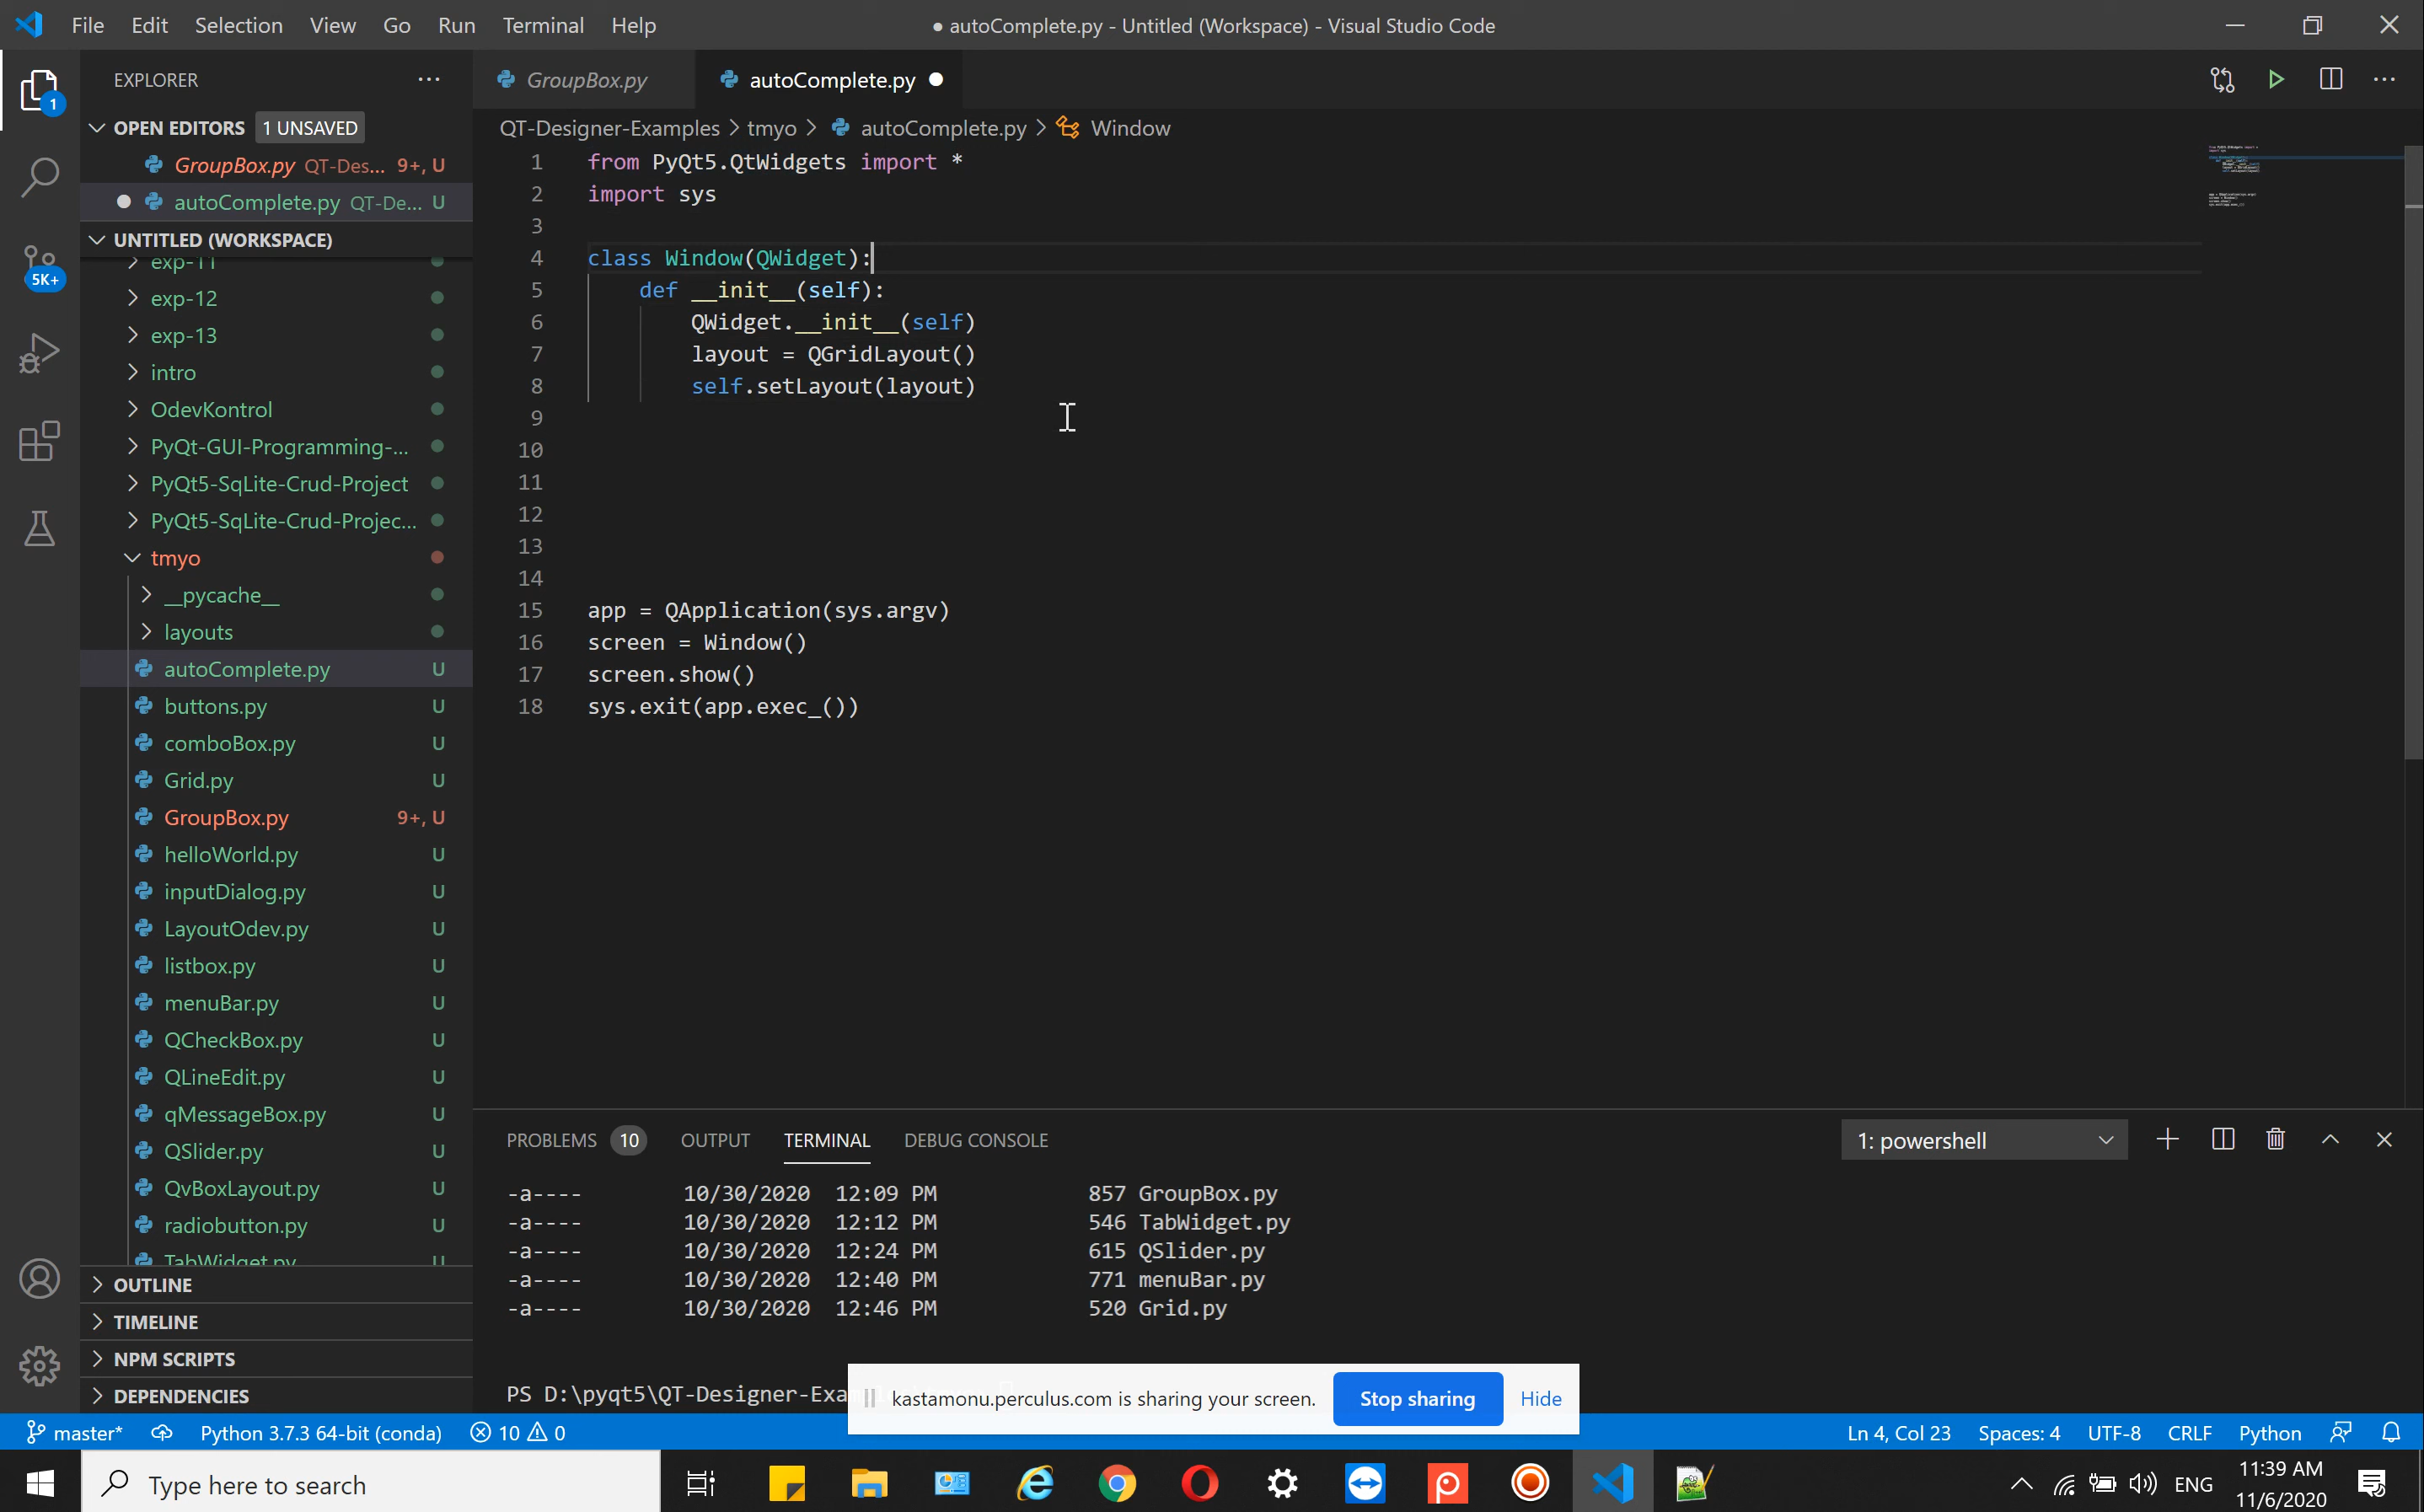 File Edit Selection View Go Run Terminal Help
● autoComplete.py - Untitled (Workspace) - Visual Studio Code
EXPLORER
GroupBox.py
autoComplete.py
OPEN EDITORS 1 UNSAVED
GroupBox.py QT-Des... 9+, U
autoComplete.py QT-De... U
UNTITLED (WORKSPACE)
exp-11
exp-12
exp-13
intro
OdevKontrol
PyQt-GUI-Programming-...
PyQt5-SqLite-Crud-Project
PyQt5-SqLite-Crud-Projec...
tmyo
__pycache__
layouts
autoComplete.py U
buttons.py U
comboBox.py U
Grid.py U
GroupBox.py 9+, U
helloWorld.py U
inputDialog.py U
LayoutOdev.py U
listbox.py U
menuBar.py U
QCheckBox.py U
QLineEdit.py U
qMessageBox.py U
QSlider.py U
QvBoxLayout.py U
radiobutton.py U
TabWidget.py U
OUTLINE
TIMELINE
NPM SCRIPTS
DEPENDENCIES
1
5K+
QT-Designer-Examples > tmyo > autoComplete.py > Window
1 from PyQt5.QtWidgets import *
2 import sys
3
4 class Window(QWidget):
5 def __init__(self):
6 QWidget.__init__(self)
7 layout = QGridLayout()
8 self.setLayout(layout)
9
10
11
12
13
14
15 app = QApplication(sys.argv)
16 screen = Window()
17 screen.show()
18 sys.exit(app.exec_())
PROBLEMS 10 OUTPUT TERMINAL DEBUG CONSOLE
1: powershell
-a---- 10/30/2020 12:09 PM 857 GroupBox.py
-a---- 10/30/2020 12:12 PM 546 TabWidget.py
-a---- 10/30/2020 12:24 PM 615 QSlider.py
-a---- 10/30/2020 12:40 PM 771 menuBar.py
-a---- 10/30/2020 12:46 PM 520 Grid.py
PS D:\pyqt5\QT-Designer-Exa
kastamonu.perculus.com is sharing your screen. Stop sharing Hide
master* Python 3.7.3 64-bit (conda) 10 0
Ln 4, Col 23 Spaces: 4 UTF-8 CRLF Python
Type here to search
ENG
11:39 AM
11/6/2020